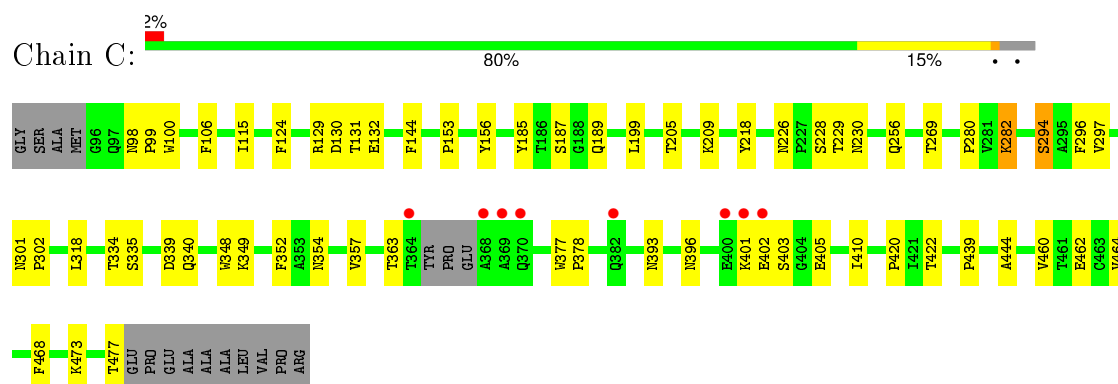 2%
Chain C:
80% 15% • •
GLY SER ALA MET G96 Q97 N98 P99 W100 F106 I115 F124 R129 D130 T131 E132 F144 P153 Y156 Y185 T186 S187 G188 Q189 L199 T205 K209 Y218 N226 P227 S228 T229 N230 Q256 T269 P280 V281 K282 S294 A295 F296 V297
N301 P302 L318 T334 S335 D339 Q340 W348 K349 F352 A353 N354 V357 T363 T364 TYR PRO GLU A368 A369 Q370 W377 P378 Q382 N393 N396 E400 K401 E402 S403 G404 E405 I410 P420 I421 T422 P439 A444 V460 T461 E462 C463 V464
F468 K473 T477 GLU PRO GLU ALA ALA ALA LEU VAL PRO ARG